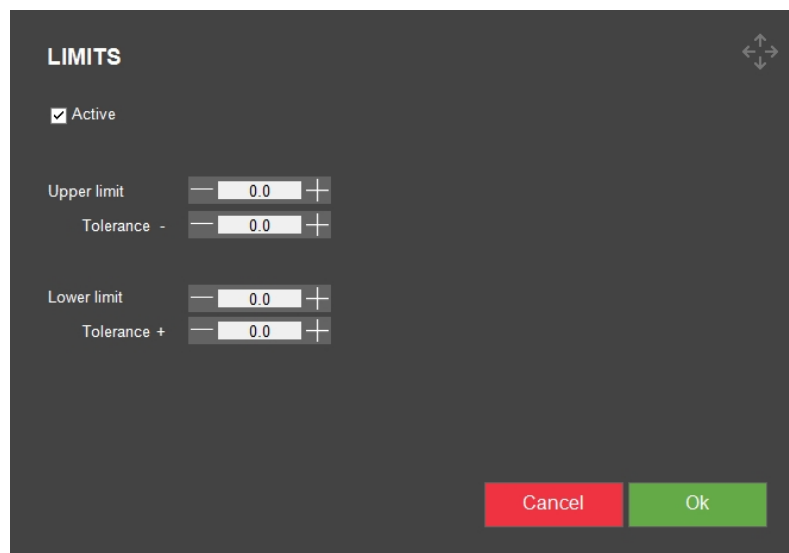 LIMITS
Active
Upper limit 0.0
Tolerance - 0.0
Lower limit 0.0
Tolerance + 0.0
Cancel Ok